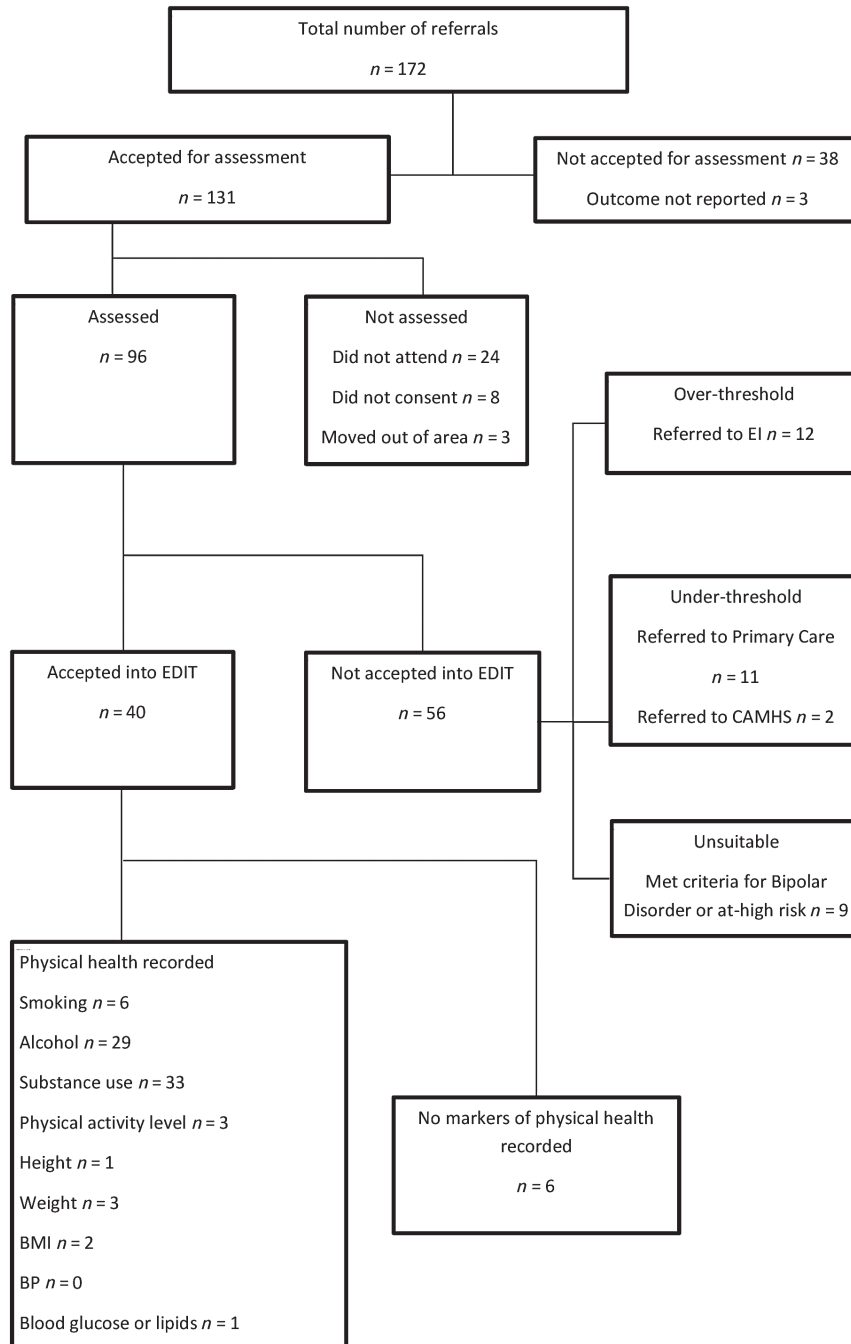 Total number of referrals
n = 172
Accepted for assessment
n = 131
Not accepted for assessment n = 38
Outcome not reported n = 3
Assessed
n = 96
Not assessed
Did not attend n = 24
Did not consent n = 8
Moved out of area n = 3
Over-threshold
Referred to EI n = 12
Under-threshold
Referred to Primary Care
n = 11
Referred to CAMHS n = 2
Accepted into EDIT
n = 40
Not accepted into EDIT
n = 56
Unsuitable
Met criteria for Bipolar
Disorder or at-high risk n = 9
Physical health recorded
Smoking n = 6
Alcohol n = 29
Substance use n = 33
Physical activity level n = 3
Height n = 1
Weight n = 3
BMI n = 2
BP n = 0
Blood glucose or lipids n = 1
No markers of physical health
recorded
n = 6